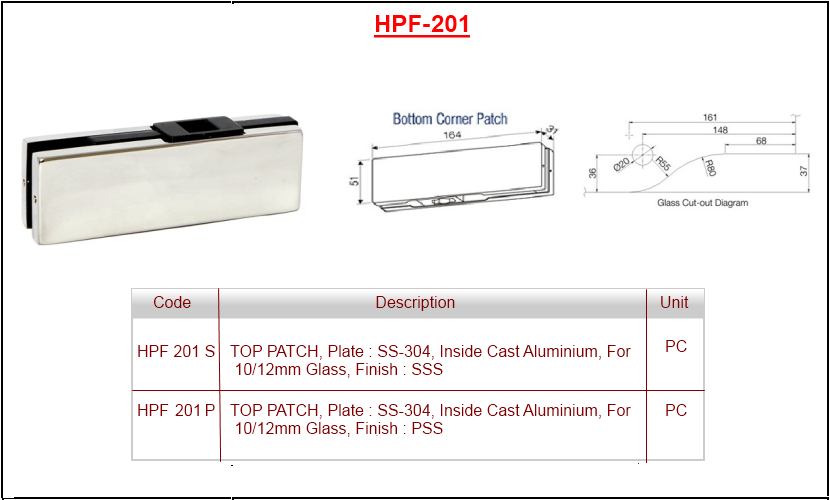 HPF-201
Bottom Corner Patch
164
31
51
161
148
68
Ø20
R55
R80
36
37
Glass Cut-out Diagram
Code Description Unit
HPF 201 S TOP PATCH, Plate : SS-304, Inside Cast Aluminium, For PC
10/12mm Glass, Finish : SSS
HPF 201 P TOP PATCH, Plate : SS-304, Inside Cast Aluminium, For PC
10/12mm Glass, Finish : PSS